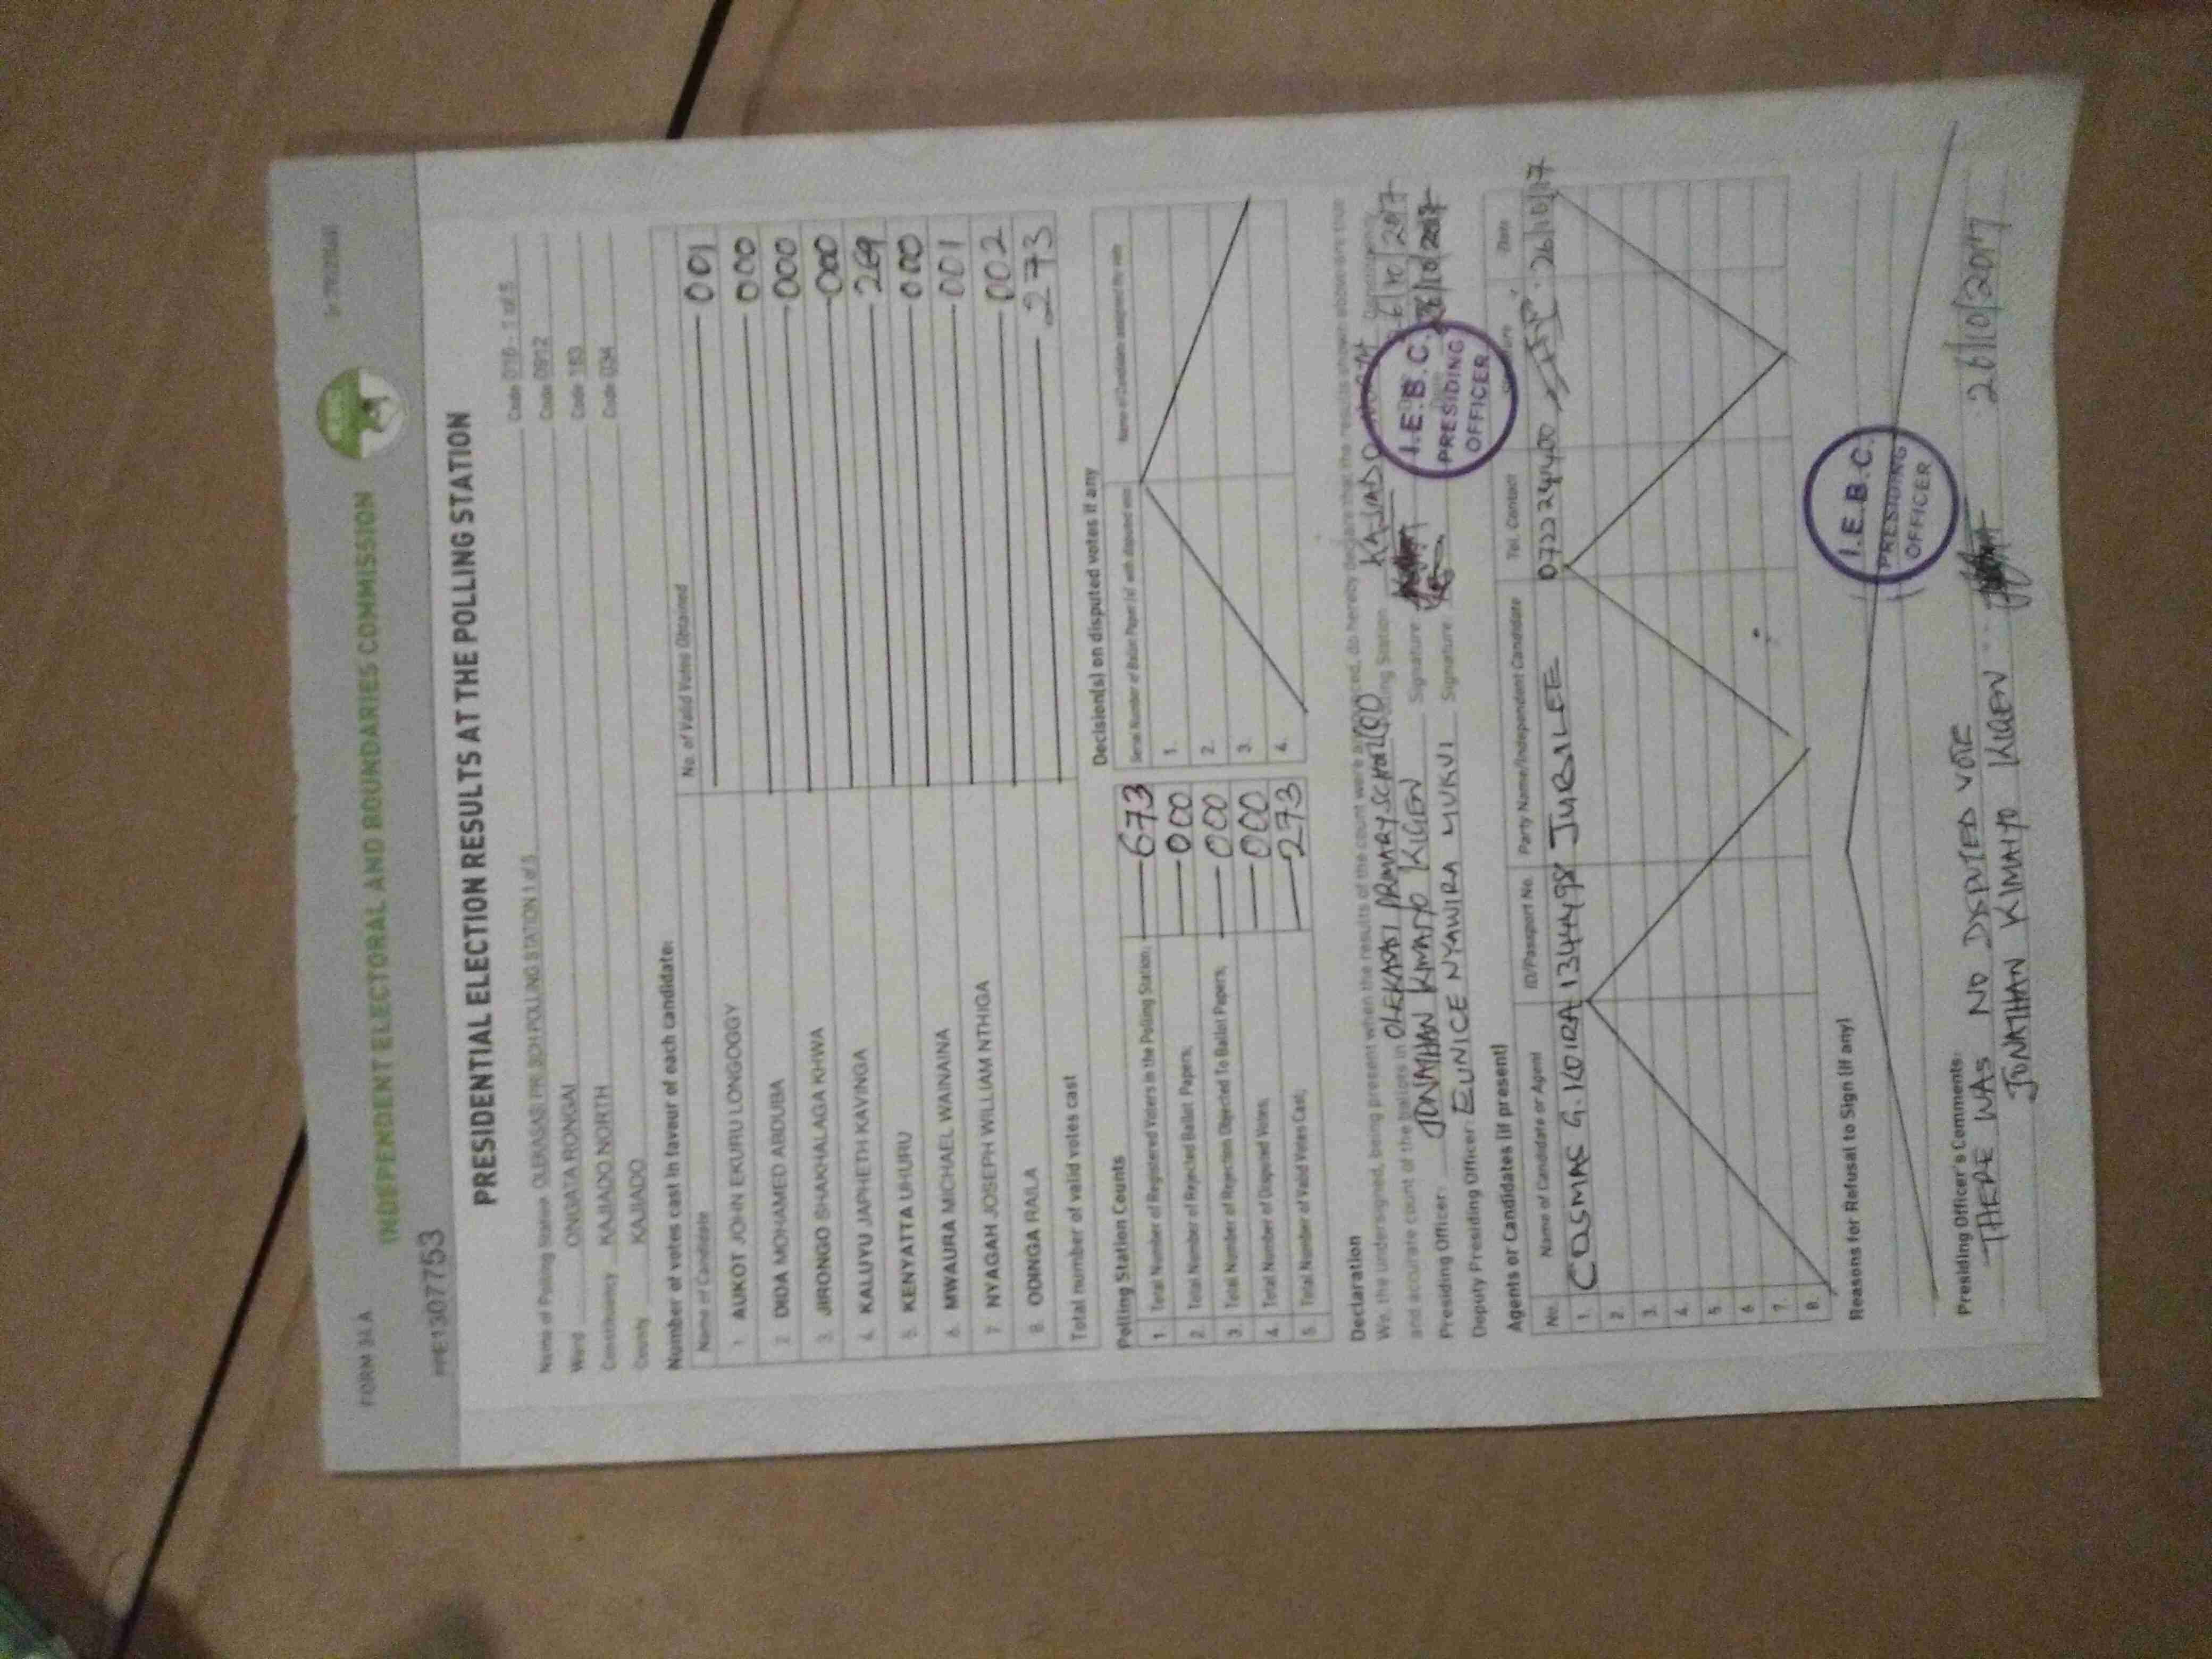 FORM 34A
INDEPENDENT ELECTORAL AND BOUNDARIES COMMISSION
PRE1307753
PRESIDENTIAL ELECTION RESULTS AT THE POLLING STATION
Name of Polling Station OLEKASASI PRI SCH POLLING STATION 1 of 5 Code 016 - 1 of 5
Ward ONGATA RONGAI Code 0912
Constituency KAJIADO NORTH Code 183
County KAJIADO Code 034
Number of votes cast in favour of each candidate:
Name of Candidate No. of Valid Votes Obtained
1 AUKOT JOHN EKURU LONGOGGY 001
2 DIDA MOHAMED ABDUBA 000
3. JIRONGO SHAKHALAGA KHWA 000
4. KALUYU JAPHETH KAVINGA 000
5. KENYATTA UHURU 269
6. MWAURA MICHAEL WAINAINA 000
7 NYAGAH JOSEPH WILLIAM NTHIGA 001
8. ODINGA RAILA 002
Total number of valid votes cast 273
Polling Station Counts
1. Total Number of Registered Voters in the Polling Station; 673
2. Total Number of Rejected Ballot Papers; 000
3. Total Number of Rejection Objected To Ballot Papers; 000
4. Total Number of Disputed Votes; 000
5. Total Number of Valid Votes Cast; 273
Decision(s) on disputed votes if any
Serial Number of Ballot Paper (s) with disputed votes Name of Candidate assigned the vote
1.
2.
3.
4.
Declaration
We, the undersigned, being present when the results of the count were announced, do hereby declare that the results shown above are true
and accurate count of the ballots in OLEKASASI PRIMARY SCHOOL Polling Station KAJIADO
Presiding Officer: JONATHAN KIMAIYO KIGEN Signature 26/10/2017
Deputy Presiding Officer: EUNICE NYAWIRA MUKUI Signature 26/10/2017
I.E.B.C.
PRESIDING
OFFICER
Agents or Candidates (if present)
No. Name of Candidate or Agent ID/Passport No. Party Name/Independent Candidate Tel. Contact Signature Date
1. COSMAS G. KOIRA 1344498 JUBILEE 0722244400 26/10/17
2.
3.
4.
5.
6
7.
8.
Reasons for Refusal to Sign (if any)
I.E.B.C.
PRESIDING
OFFICER
Presiding Officer's Comments:
THERE WAS NO DISPUTED VOTE
JONATHAN KIMAIYO KIGEN 26/10/2017